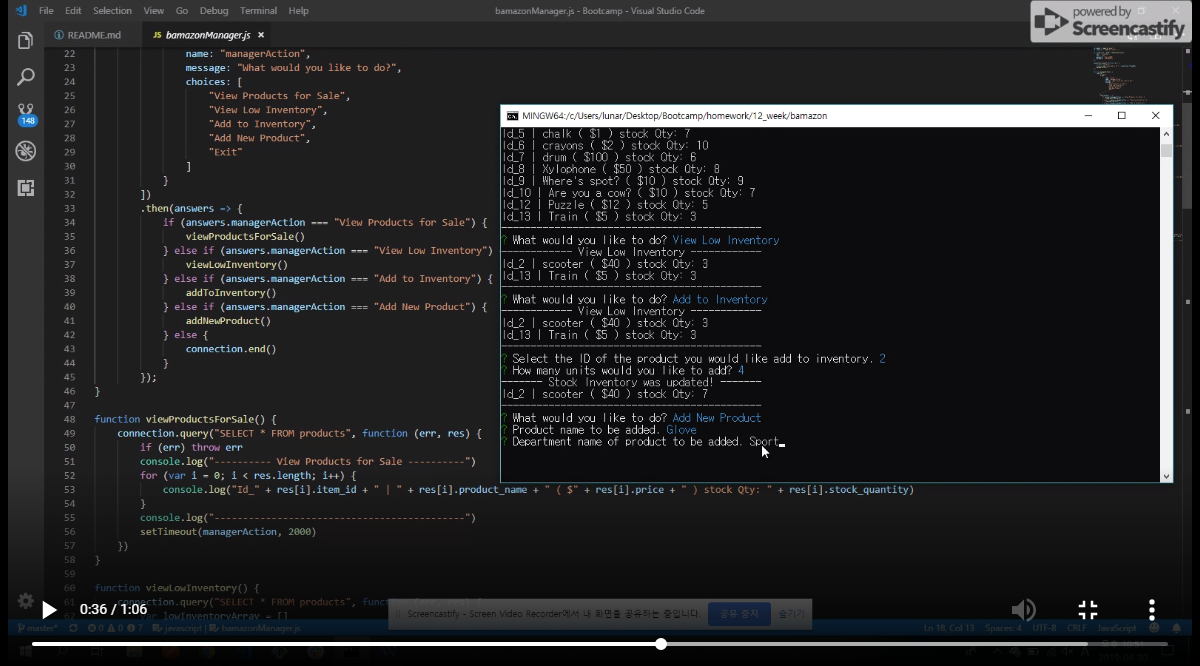 File Edit Selection View Go Debug Terminal Help
bamazonManager.js - Bootcamp - Visual Studio Code
powered by
Screencastify
README.md
JS bamazonManager.js ×
148
22 name: "managerAction",
23 message: "What would you like to do?",
24 choices: [
25 "View Products for Sale",
26 "View Low Inventory",
27 "Add to Inventory",
28 "Add New Product",
29 "Exit"
30 ]
31 }
32 ])
33 .then(answers => {
34 if (answers.managerAction === "View Products for Sale") {
35 viewProductsForSale()
36 } else if (answers.managerAction === "View Low Inventory")
37 viewLowInventory()
38 } else if (answers.managerAction === "Add to Inventory") {
39 addToInventory()
40 } else if (answers.managerAction === "Add New Product") {
41 addNewProduct()
42 } else {
43 connection.end()
44 }
45 });
46 }
47
48 function viewProductsForSale() {
49 connection.query("SELECT * FROM products", function (err, res) {
50 if (err) throw err
51 console.log("---------- View Products for Sale ----------")
52 for (var i = 0; i < res.length; i++) {
53 console.log("Id_" + res[i].item_id + " | " + res[i].product_name + " ( $" + res[i].price + " ) stock Qty: " + res[i].stock_quantity)
54 }
55 console.log("-------------------------------------------")
56 setTimeout(managerAction, 2000)
57 })
58 }
59
60 function viewLowInventory() {
61 connection.query("SELECT * FROM products", func
var lowInventoryArray = []
MINGW64:/c/Users/lunar/Desktop/Bootcamp/homework/12_week/bamazon
Id_5 | chalk ( $1 ) stock Qty: 7
Id_6 | crayons ( $2 ) stock Qty: 10
Id_7 | drum ( $100 ) stock Qty: 6
Id_8 | Xylophone ( $50 ) stock Qty: 8
Id_9 | Where's spot? ( $10 ) stock Qty: 9
Id_10 | Are you a cow? ( $10 ) stock Qty: 7
Id_12 | Puzzle ( $12 ) stock Qty: 5
Id_13 | Train ( $5 ) stock Qty: 3
-------------------------------------------
? What would you like to do? View Low Inventory
------------ View Low Inventory ------------
Id_2 | scooter ( $40 ) stock Qty: 3
Id_13 | Train ( $5 ) stock Qty: 3
-------------------------------------------
? What would you like to do? Add to Inventory
------------ View Low Inventory ------------
Id_2 | scooter ( $40 ) stock Qty: 3
Id_13 | Train ( $5 ) stock Qty: 3
-------------------------------------------
? Select the ID of the product you would like add to inventory. 2
? How many units would you like to add? 4
------- Stock Inventory was updated! -------
Id_2 | scooter ( $40 ) stock Qty: 7
-------------------------------------------
? What would you like to do? Add New Product
? Product name to be added. Glove
? Department name of product to be added. Sport_
0:36 / 1:06
Screencastify - Screen Video Recorder에서 내 화면을 공유하는 중입니다. 공유 중지 숨기기
master* 0 0 7 javascript | bamazonManager.js
Ln 18, Col 13 Spaces: 4 UTF-8 CRLF JavaScript